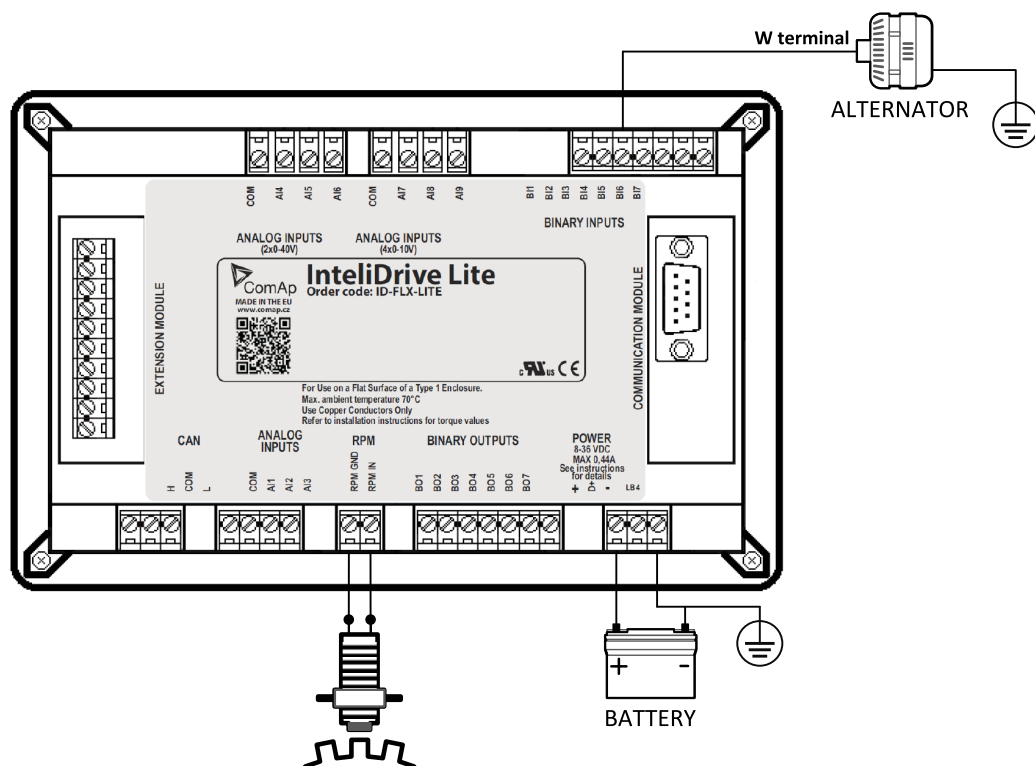 W terminal
ALTERNATOR
COM AI4 AI5 AI6 COM AI7 AI8 AI9 BI1 BI2 BI3 BI4 BI5 BI6 BI7
ANALOG INPUTS
(2x0-40V)
ANALOG INPUTS
(4x0-10V)
BINARY INPUTS
EXTENSION MODULE
ComAp
MADE IN THE EU
www.comap.cz
InteliDrive Lite
Order code: ID-FLX-LITE
c RU us CE
COMMUNICATION MODULE
For Use on a Flat Surface of a Type 1 Enclosure.
Max. ambient temperature 70°C
Use Copper Conductors Only
Refer to installation instructions for torque values
CAN
H COM L
ANALOG
INPUTS
COM AI1 AI2 AI3
RPM
RPM GND RPM IN
BINARY OUTPUTS
BO1 BO2 BO3 BO4 BO5 BO6 BO7
POWER
8-36 VDC
MAX 0,44A
See instructions
for details
+ D+ - LB4
+ -
BATTERY